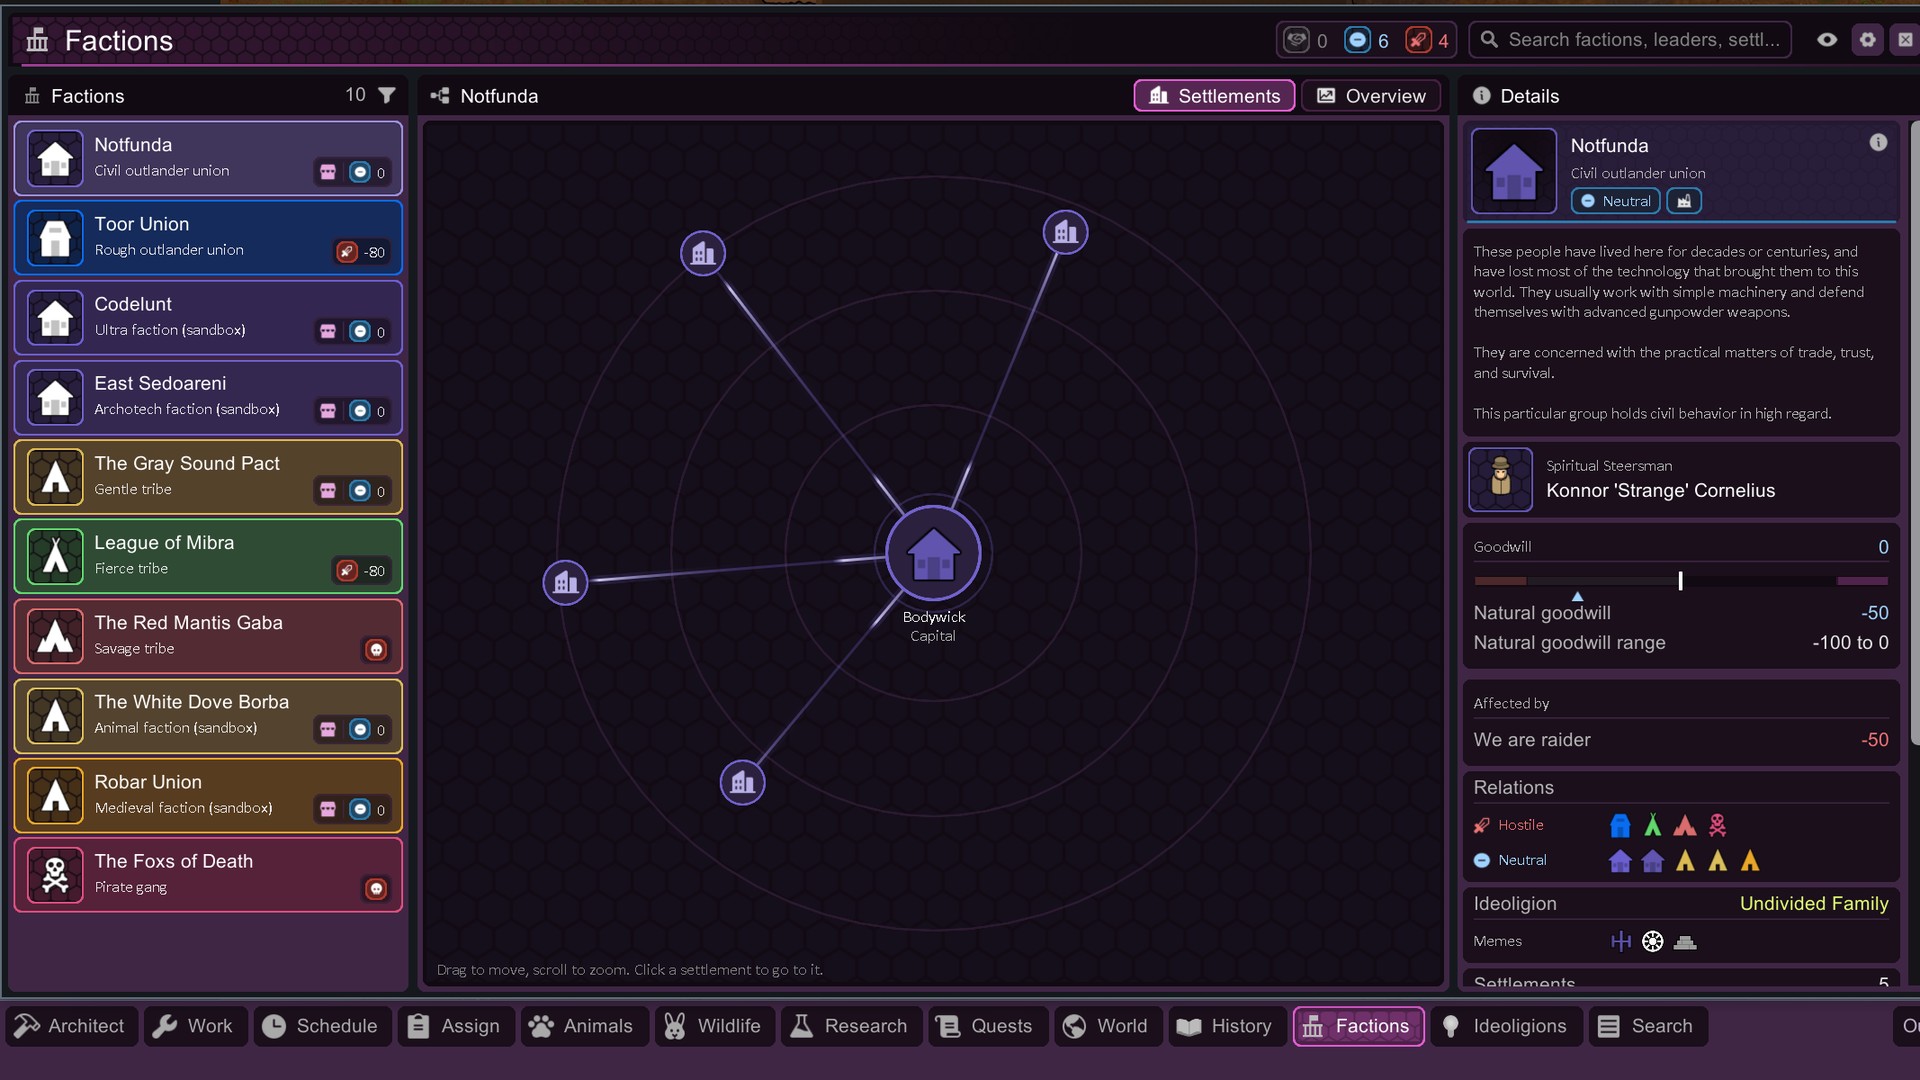 Factions
0
6
4
Search factions, leaders, settl...
Factions
10
Notfunda
Civil outlander union
0
Toor Union
Rough outlander union
-80
Codelunt
Ultra faction (sandbox)
0
East Sedoareni
Archotech faction (sandbox)
0
The Gray Sound Pact
Gentle tribe
0
League of Mibra
Fierce tribe
-80
The Red Mantis Gaba
Savage tribe
The White Dove Borba
Animal faction (sandbox)
0
Robar Union
Medieval faction (sandbox)
0
The Foxs of Death
Pirate gang
Notfunda
Settlements
Overview
Bodywick
Capital
Drag to move, scroll to zoom. Click a settlement to go to it.
Details
Notfunda
Civil outlander union
Neutral
These people have lived here for decades or centuries, and
have lost most of the technology that brought them to this
world. They usually work with simple machinery and defend
themselves with advanced gunpowder weapons.
They are concerned with the practical matters of trade, trust,
and survival.
This particular group holds civil behavior in high regard.
Spiritual Steersman
Konnor 'Strange' Cornelius
Goodwill 0
Natural goodwill -50
Natural goodwill range -100 to 0
Affected by
We are raider -50
Relations
Hostile
Neutral
Ideoligion Undivided Family
Memes
Settlements 5
Architect
Work
Schedule
Assign
Animals
Wildlife
Research
Quests
World
History
Factions
Ideoligions
Search